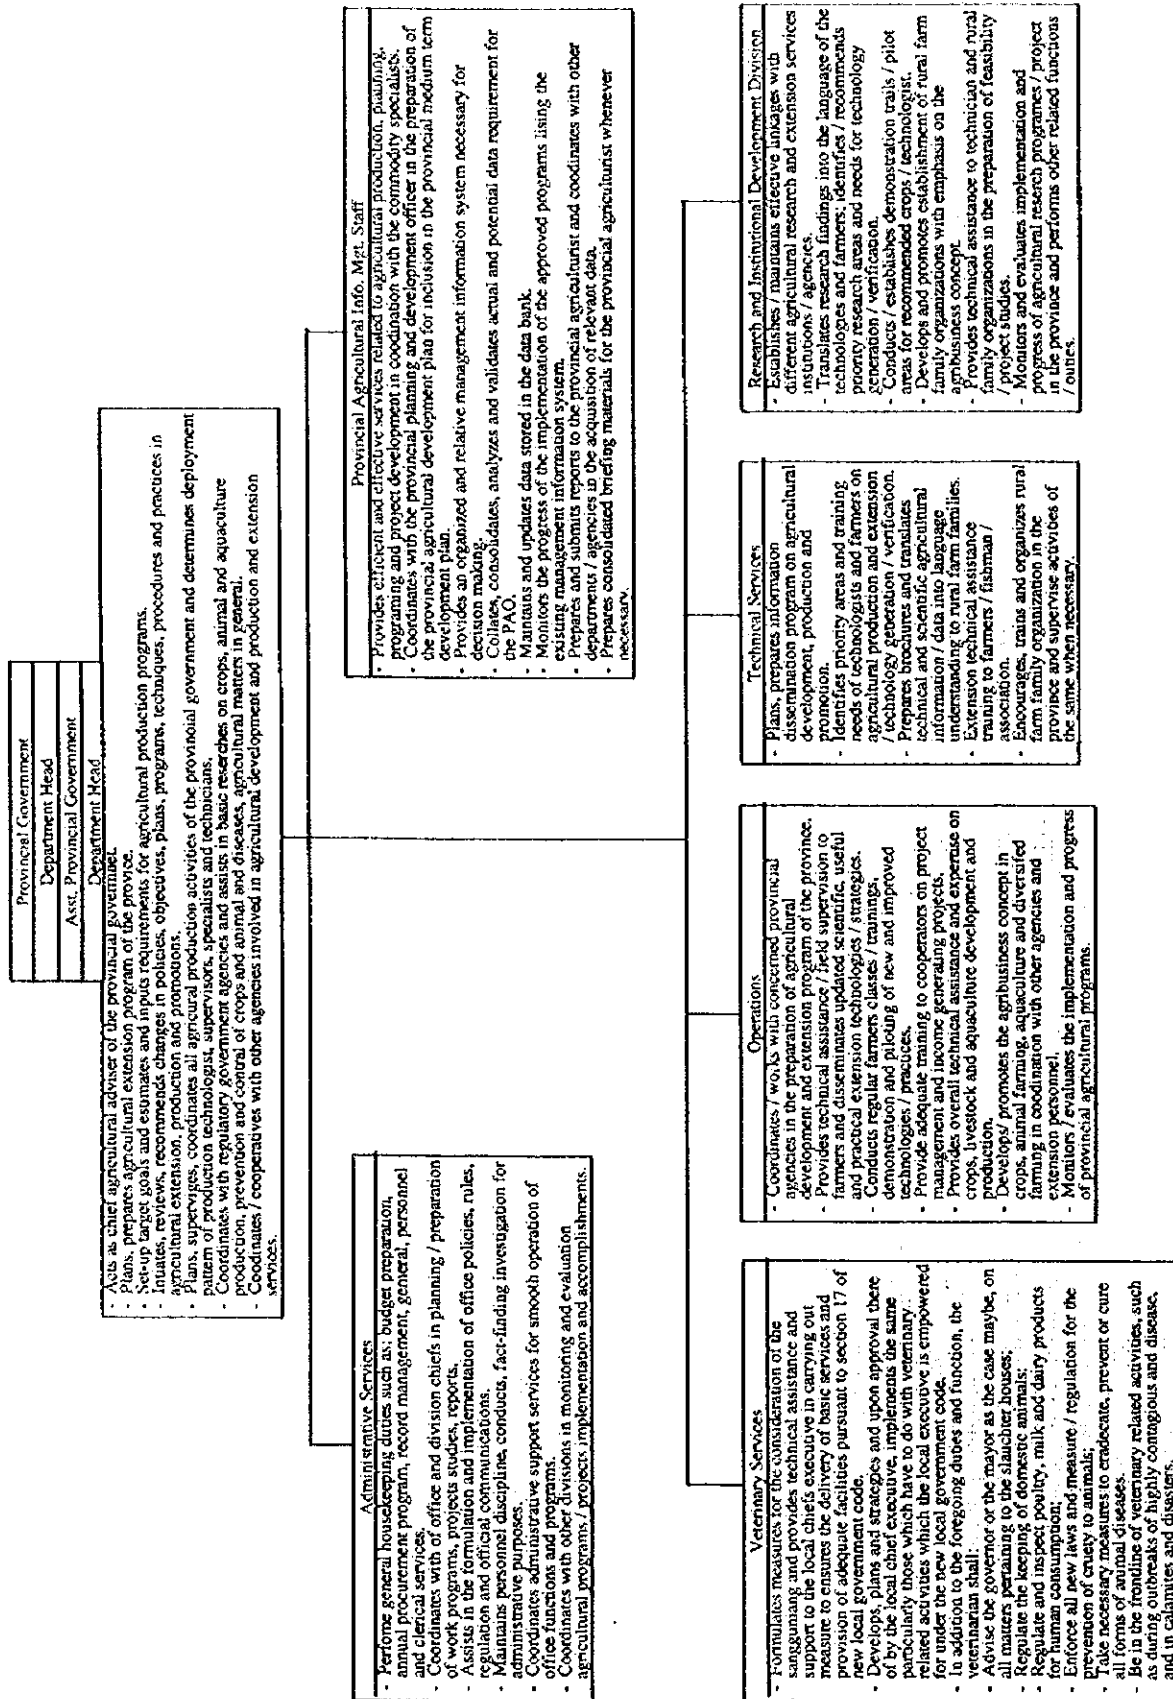 Provincial Government
Department Head
Asst. Provincial Government
Department Head
- Acts as chief agricultural adviser of the provincial government.
- Plans, prepares agricultural extension program of the provice.
- Set-up target goals and estimates and inputs requirements for agricultural production programs.
- Intuates, reviews, recommends changes in policies, objectives, plans, programs, techniques, procedures and practices in
agricultural extension, production and promotions.
- Plans, supervices, coordinates all agricural production activities of the provincial government and determines deployment
pattern of production technologist, supervisors, specialists and technicians.
- Coordinates with regulatory government agencies and assists in basic reserches on crops, animal and aquaculture
production, prevention and control of crops and animal and diseases, agricultural matters in general.
- Coodinates / cooperatives with other agencies involved in agricultural development and production and extension
services.
Administrative Services
- Perfome general housekeeping duties such as; budget preparation,
annual procurement program, record management, general, personnel
and clerical services.
- Coordinates with of office and division chiefs in planning / preparation
of work programs, projects studies, reports.
- Assists in the formulation and implementation of office policies, rules,
regulation and official communications.
- Maintains personnel discipline, conducts, fact-finding investigation for
administrative purposes.
- Coordinates administrative support services for smooth operation of
office functions and programs.
- Coordinates with other divisions in monitoring and evaluation
agricultural programs / projects implementation and accomplishments.
Provincial Agricultural Info. Mgt. Staff
- Provides efficient and effective services related to agricultural production, planning,
programing and project development in coodination with the commodity specialists.
- Coordinates with the provincial planning and development officer in the preparation of
the provincial agricultural development plan for inclusion in the provincial medium term
development plan.
- Provides an organized and relative management information system necessary for
decision making.
- Collates, consolidates, analyzes and validates actual and potential data requirement for
the PAO.
- Maintains and updates data stored in the data bank.
- Monitors the progress of the implementation of the approved programs lising the
existing management information system.
- Prepares and submits reports to the provincial agriculturist and coodinates with other
departments / agencies in the acquisition of relevant data.
- Prepares consolidated briefing materials for the provincial agriculturist whenever
necessary.
Veterinary Services
- Formulates measures for the consideration of the
sangguniang and provides technical assistance and
support to the local chiefs executive in carrying out
measure to ensures the delivery of basic services and
provision of adequate facilities pursuant to section 17 of
new local government code.
- Develops, plans and strategies and upon approval there
of by the local chief executive, implements the same
particularly those which have to do with veterinary
related activities which the local executive is empowered
for under the new local government code.
- In addition to the foregoing duties and function, the
veterinarian shall:
- Advise the governor or the mayor as the case maybe, on
all matters pertaining to the slaucher houses;
- Regulate the keeping of domestic animals;
- Regulate and inspect poultry, milk and dairy products
for human consumption;
- Enforce all new laws and measure / regulation for the
prevention of cruety to animals;
- Take necessary measures to eradecate, prevent or cure
all forms of animal diseases.
- Be in the frontline of veterinary related activities, such
as during outbreaks of highly contagious and disease,
and in calamites and disasters.
Operations
- Coordinates / works with concerned provincial
agencies in the preparation of agricultural
development and extension program of the province.
- Provides technical assistance / field supervision to
farmers and disseminates updated scientific, useful
and practical extension technologies / strategies.
- Conducts regular farmers classes / trainings,
demonstration and piloting of new and improved
technologies / practices.
- Provide adequate training to cooperators on project
management and income generating projects.
- Provides overall technical assistance and expertise on
crops, livestock and aquaculture development and
production.
- Develops/ promotes the agribusiness concept in
crops, animal farming, aquaculture and diversifed
farming in coodination with other agencies and
extension personnel.
- Monitors / evaluates the implementation and progress
of provincial agricultural programs.
Technical Services
- Plans, prepares information
dissemination program on agricultural
development, production and
promotion.
- Identifies priority areas and training
needs of technologists and farmers on
agricultural production and extension
/ technology generation / verification.
- Prepares brochures and translates
technical and scientific agricultural
information / data into language
understanding to rural farm families.
- Extension technical assistance
training to farmers / fishman /
association.
- Encourages, trains and organizes rural
farm family organization in the
province and supervise activities of
the same when necessary.
Research and Institutional Development Division
- Establishes / maintains effective linkages with
different agricultural research and extension services
institutions / agencies.
- Translates research findings into the language of the
technologies and farmers; identifies / recommends
priority research areas and needs for technology
generation / verification.
- Conducts / establishes demonstration trails / pilot
areas for recommended crops / technologist.
- Develops and promotes establishment of rural farm
family organizations with emphasis on the
agribusiness concept.
- Provides technical assistance to technician and rural
family organizations in the preparation of feasibility
/ project studies.
- Monitors and evaluates implementation and
progress of agricultural reserch programes / project
in the province and performs other related functions
/ outies.